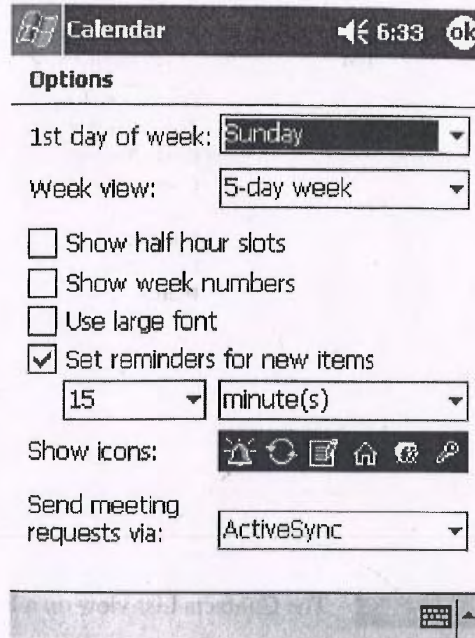 Calendar 6:33 ok
Options
1st day of week: Sunday
Week view: 5-day week
Show half hour slots
Show week numbers
Use large font
Set reminders for new items
15 minute(s)
Show icons:
Send meeting
requests via: ActiveSync